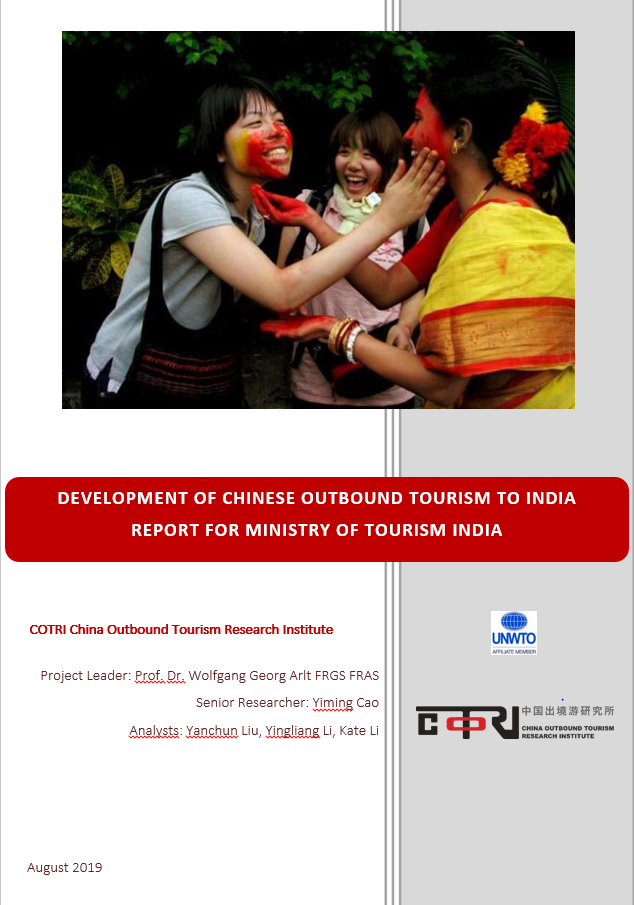 DEVELOPMENT OF CHINESE OUTBOUND TOURISM TO INDIA
REPORT FOR MINISTRY OF TOURISM INDIA
COTRI China Outbound Tourism Research Institute
Project Leader: Prof. Dr. Wolfgang Georg Arlt FRGS FRAS
Senior Researcher: Yiming Cao
Analysts: Yanchun Liu, Yingliang Li, Kate Li
August 2019
UNWTO
AFFILIATE MEMBER
COTRI
中国出境游研究所
CHINA OUTBOUND TOURISM
RESEARCH INSTITUTE